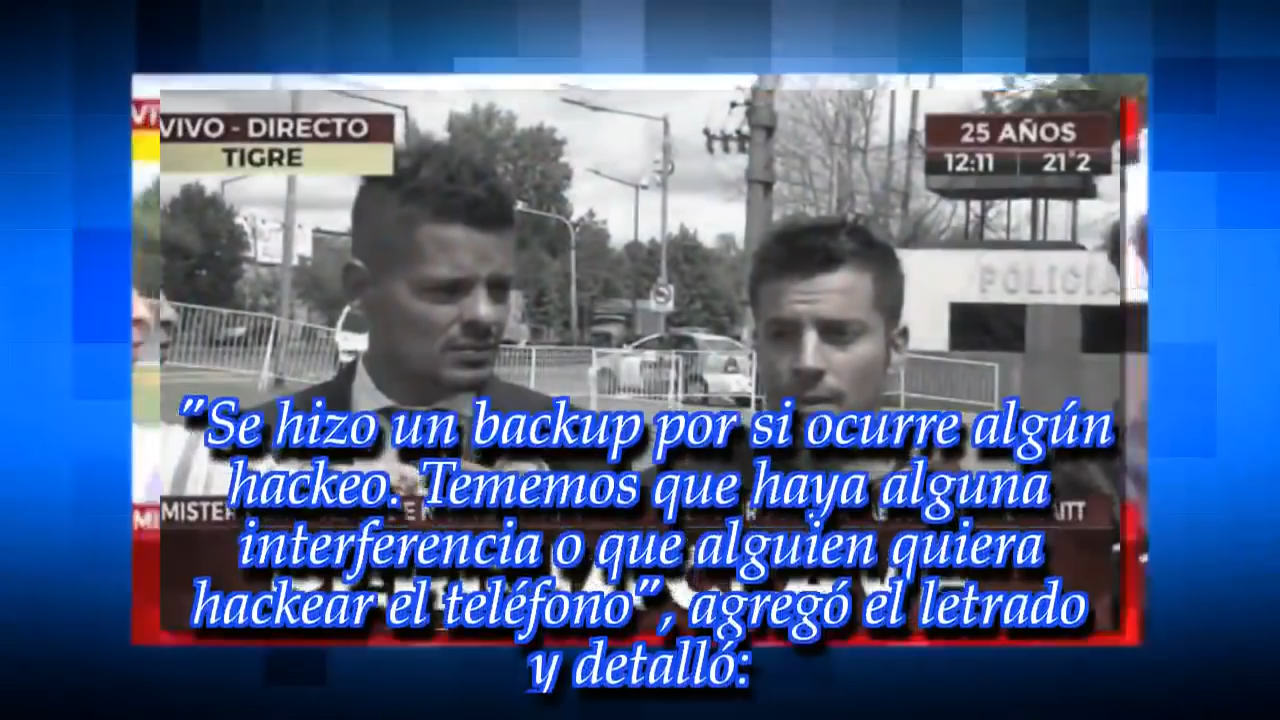 VIVO - DIRECTO
TIGRE
25 AÑOS
12:11 21°2
POLICÍA
"Se hizo un backup por si ocurre algún
hackeo. Tememos que haya alguna
interferencia o que alguien quiera
hackear el teléfono", agregó el letrado
y detalló: